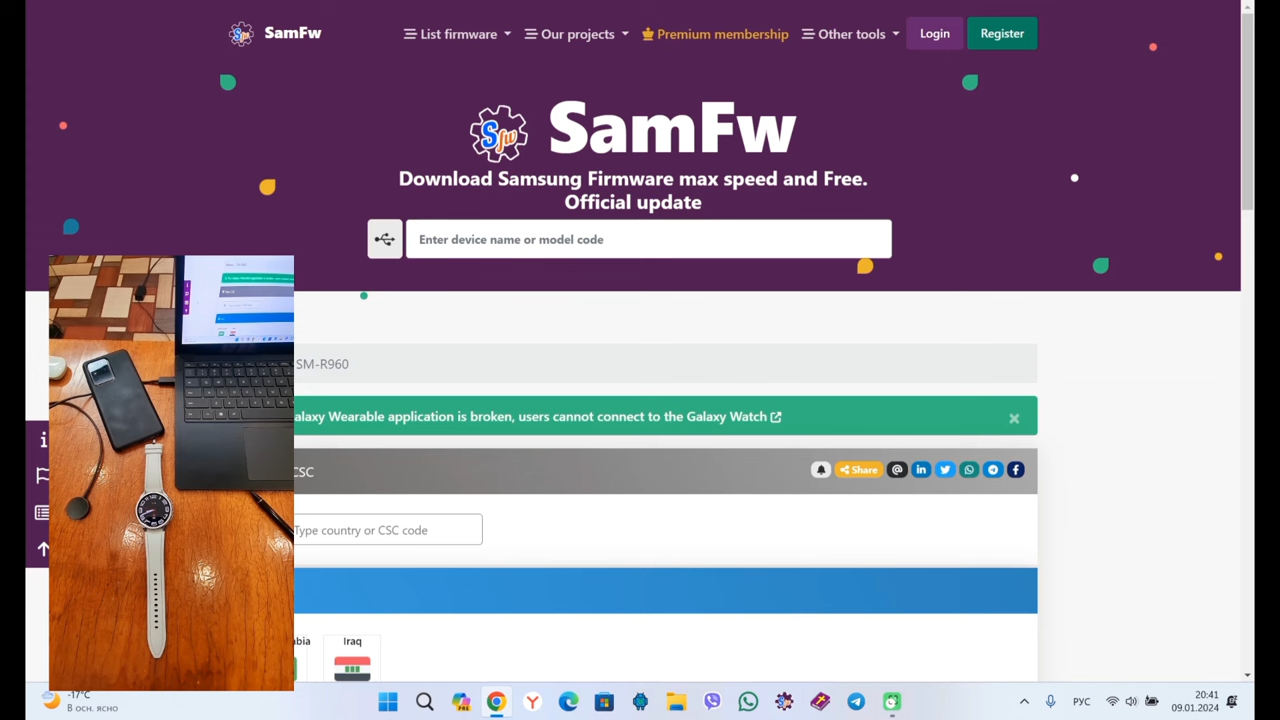 SamFw
List firmware
Our projects
Premium membership
Other tools
Login
Register
Sfw
SamFw
Download Samsung Firmware max speed and Free.
Official update
Enter device name or model code
SM-R960
alaxy Wearable application is broken, users cannot connect to the Galaxy Watch
CSC
Share
Type country or CSC code
bia
Iraq
-17°C
В осн. ясно
РУС
20:41
09.01.2024